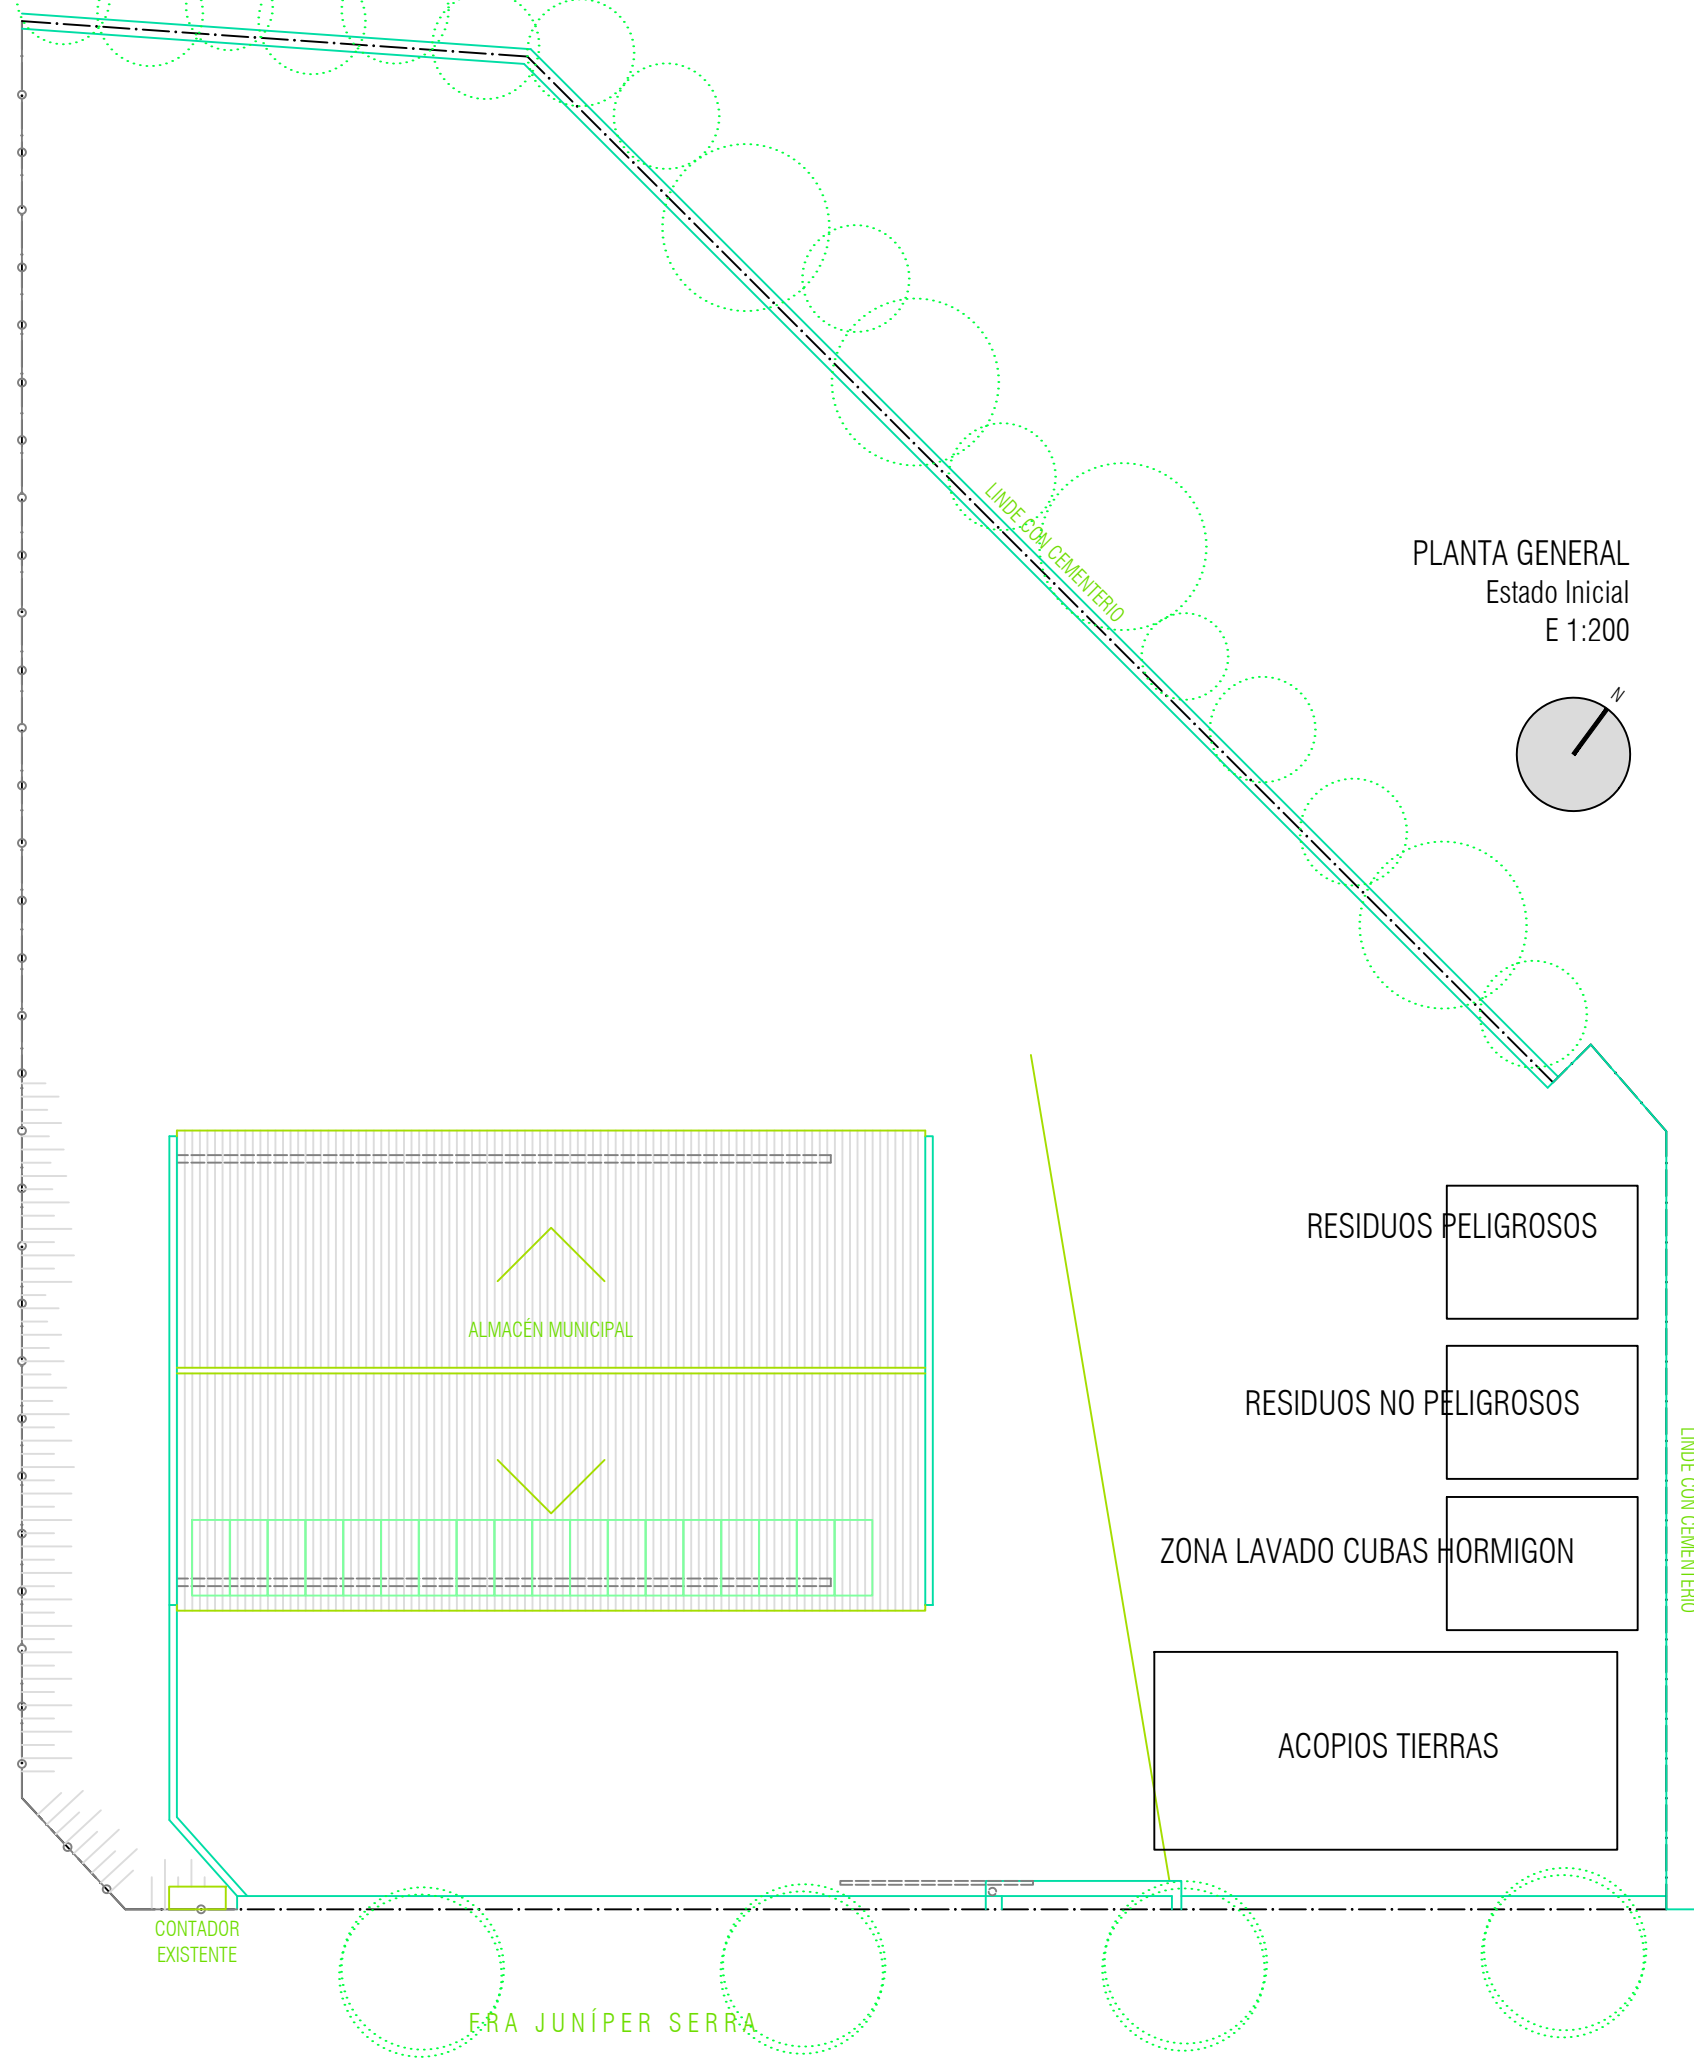 LINDE CON CEMENTERIO
PLANTA GENERAL
Estado Inicial
E 1:200
N
RESIDUOS PELIGROSOS
ALMACÉN MUNICIPAL
RESIDUOS NO PELIGROSOS
LINDE CON CEMENTERIO
ZONA LAVADO CUBAS HORMIGON
ACOPIOS TIERRAS
CONTADOR
EXISTENTE
FRA JUNÍPER SERRA